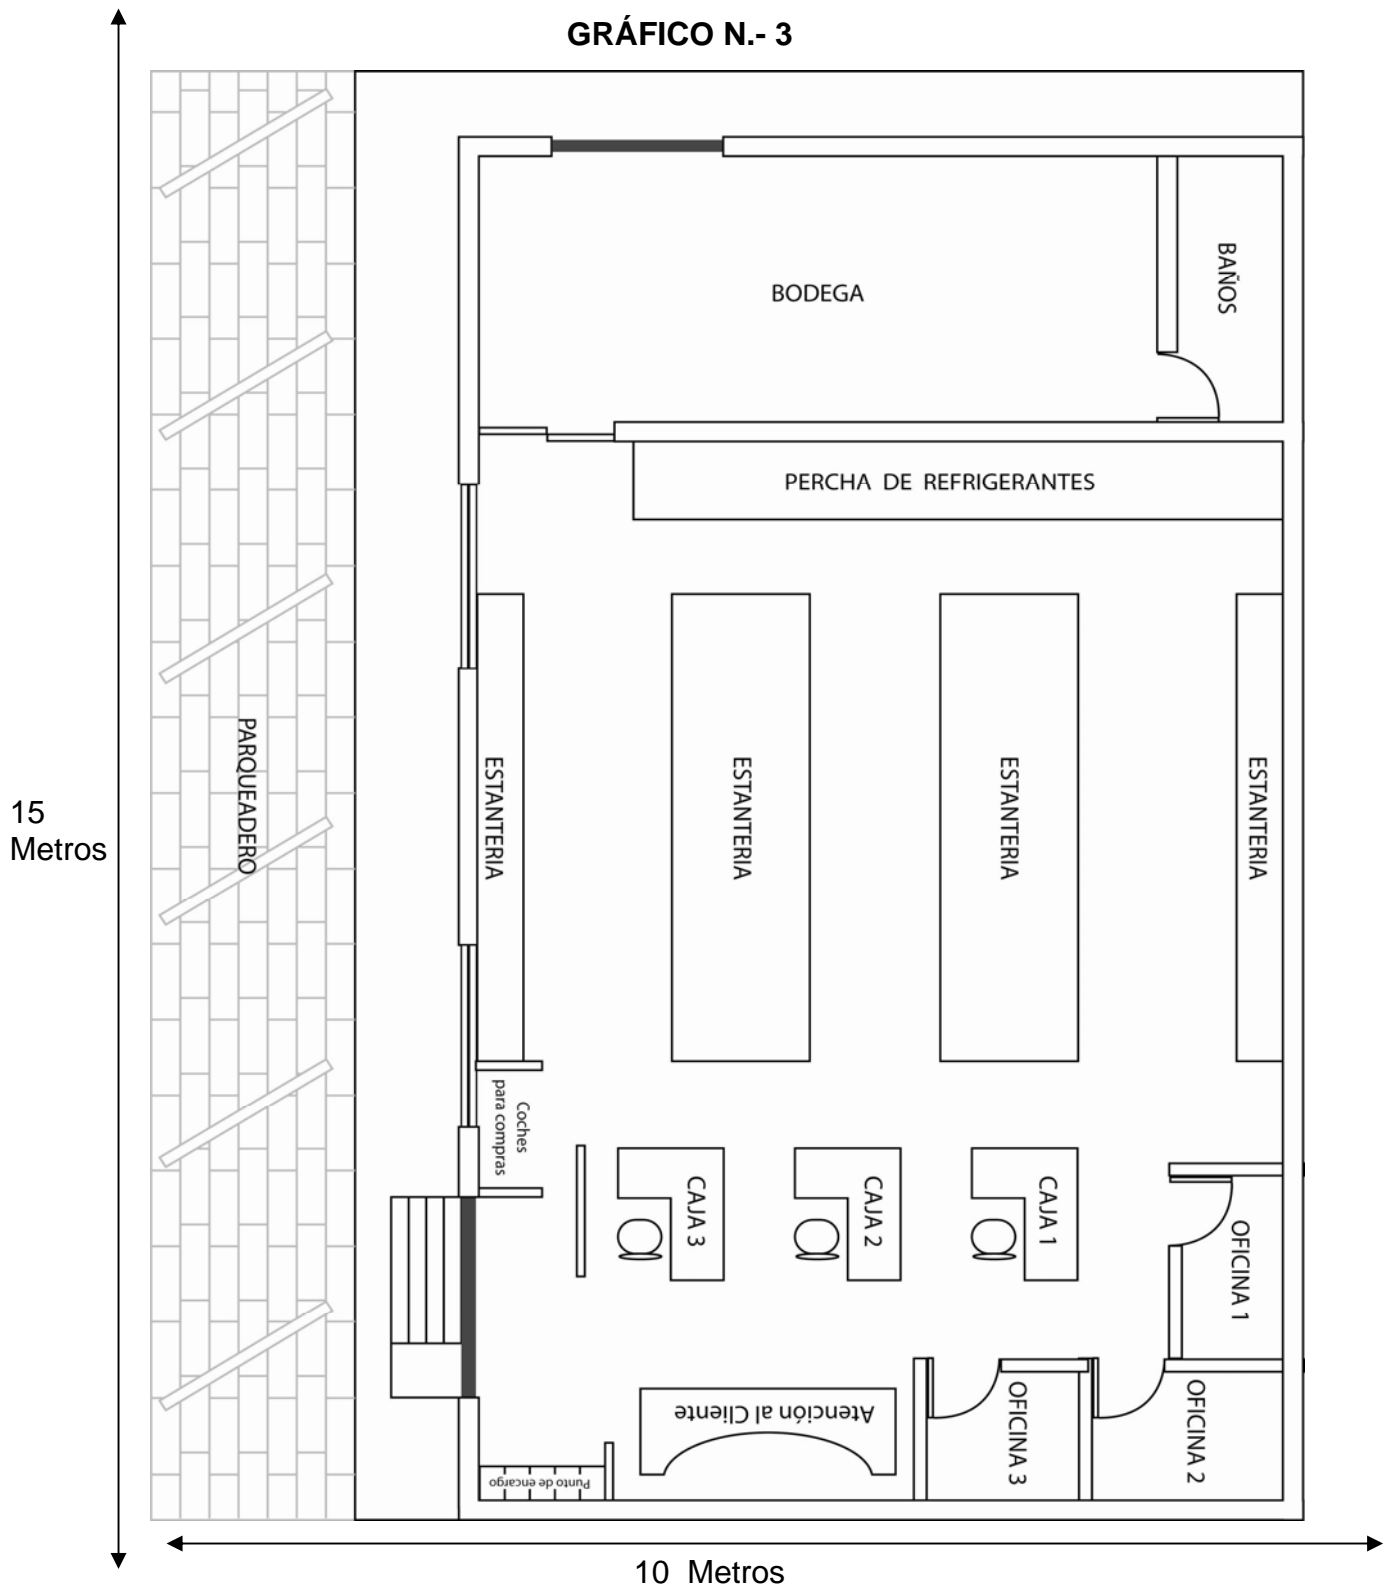 GRÁFICO N.- 3
BAÑOS
BODEGA
PERCHA DE REFRIGERANTES
ESTANTERIA
ESTANTERIA
ESTANTERIA
ESTANTERIA
PARQUEADERO
15
Metros
Coches
para compras
CAJA 3
CAJA 2
CAJA 1
OFICINA 1
OFICINA 3
OFICINA 2
Atención al Cliente
Punto de encargo
10 Metros